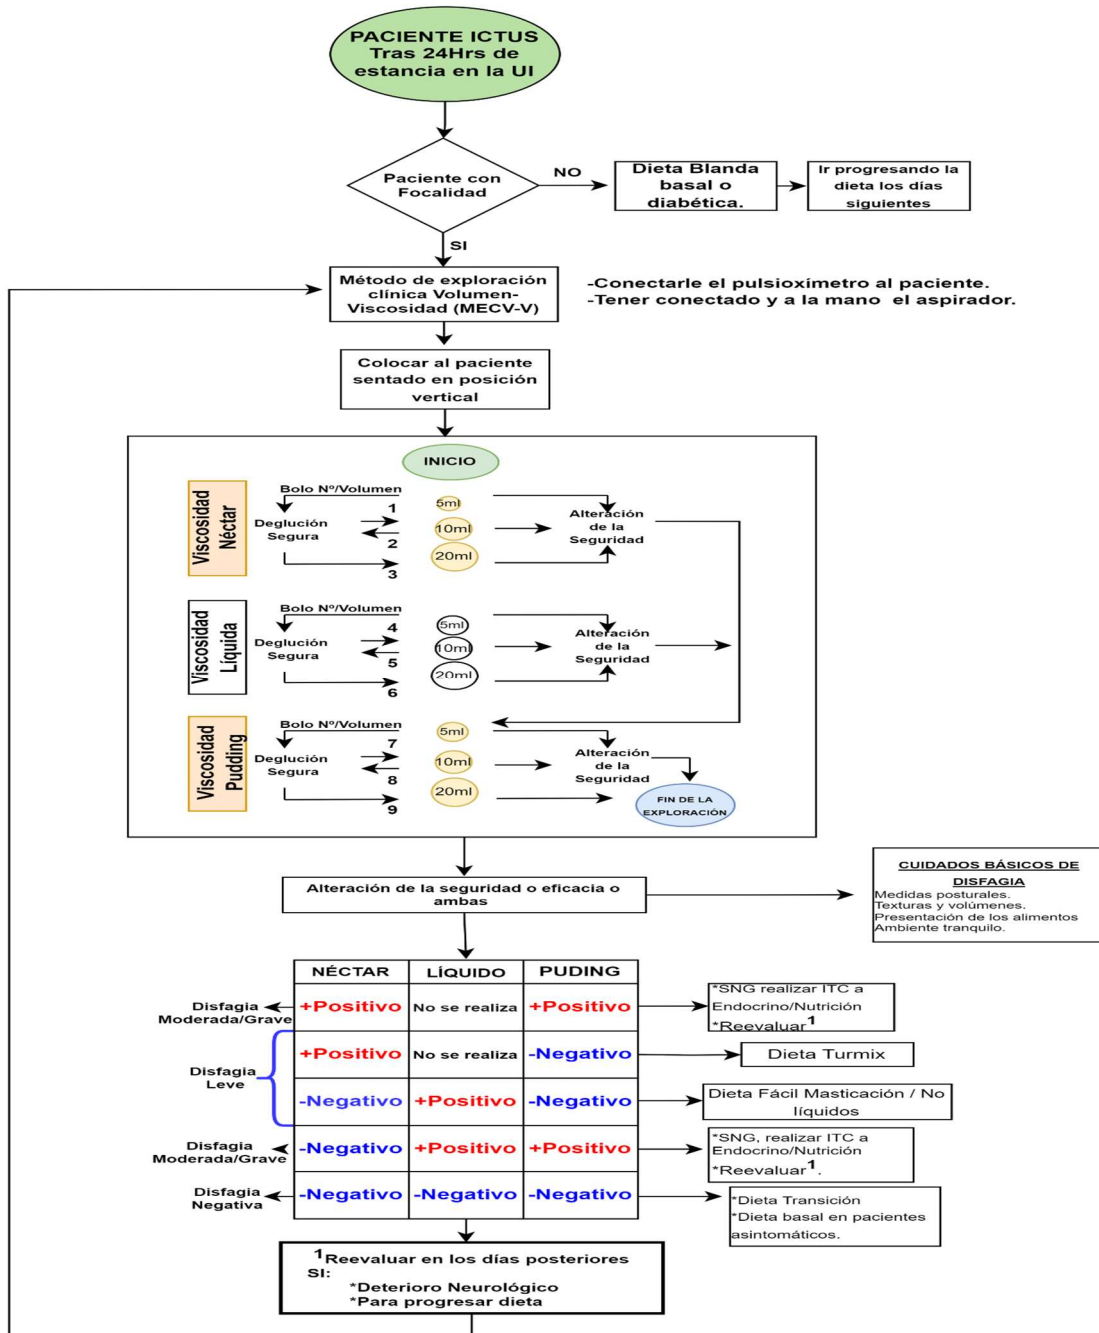 PACIENTE ICTUS
Tras 24Hrs de
estancia en la UI
Paciente con
Focalidad
NO
Dieta Blanda
basal o
diabética.
Ir progresando la
dieta los días
siguientes
SI
Método de exploración
clínica Volumen-
Viscosidad (MECV-V)
-Conectarle el pulsioxímetro al paciente.
-Tener conectado y a la mano el aspirador.
Colocar al paciente
sentado en posición
vertical
INICIO
Viscosidad
Néctar
Bolo Nº/Volumen
Deglución
Segura
1
2
3
5ml
10ml
20ml
Alteración
de la
Seguridad
Viscosidad
Líquida
Bolo Nº/Volumen
Deglución
Segura
4
5
6
5ml
10ml
20ml
Alteración
de la
Seguridad
Viscosidad
Pudding
Bolo Nº/Volumen
Deglución
Segura
7
8
9
5ml
10ml
20ml
Alteración
de la
Seguridad
FIN DE LA
EXPLORACIÓN
Alteración de la seguridad o eficacia o
ambas
CUIDADOS BÁSICOS DE
DISFAGIA
Medidas posturales.
Texturas y volúmenes.
Presentación de los alimentos
Ambiente tranquilo.
NÉCTAR LÍQUIDO PUDING
Disfagia
Moderada/Grave
+Positivo No se realiza +Positivo
*SNG realizar ITC a
Endocrino/Nutrición
*Reevaluar1
Disfagia
Leve
+Positivo No se realiza -Negativo
Dieta Turmix
-Negativo +Positivo -Negativo
Dieta Fácil Masticación / No
líquidos
Disfagia
Moderada/Grave
-Negativo +Positivo +Positivo
*SNG, realizar ITC a
Endocrino/Nutrición
*Reevaluar1.
Disfagia
Negativa
-Negativo -Negativo -Negativo
*Dieta Transición
*Dieta basal en pacientes
asintomáticos.
1Reevaluar en los días posteriores
SI:
*Deterioro Neurológico
*Para progresar dieta